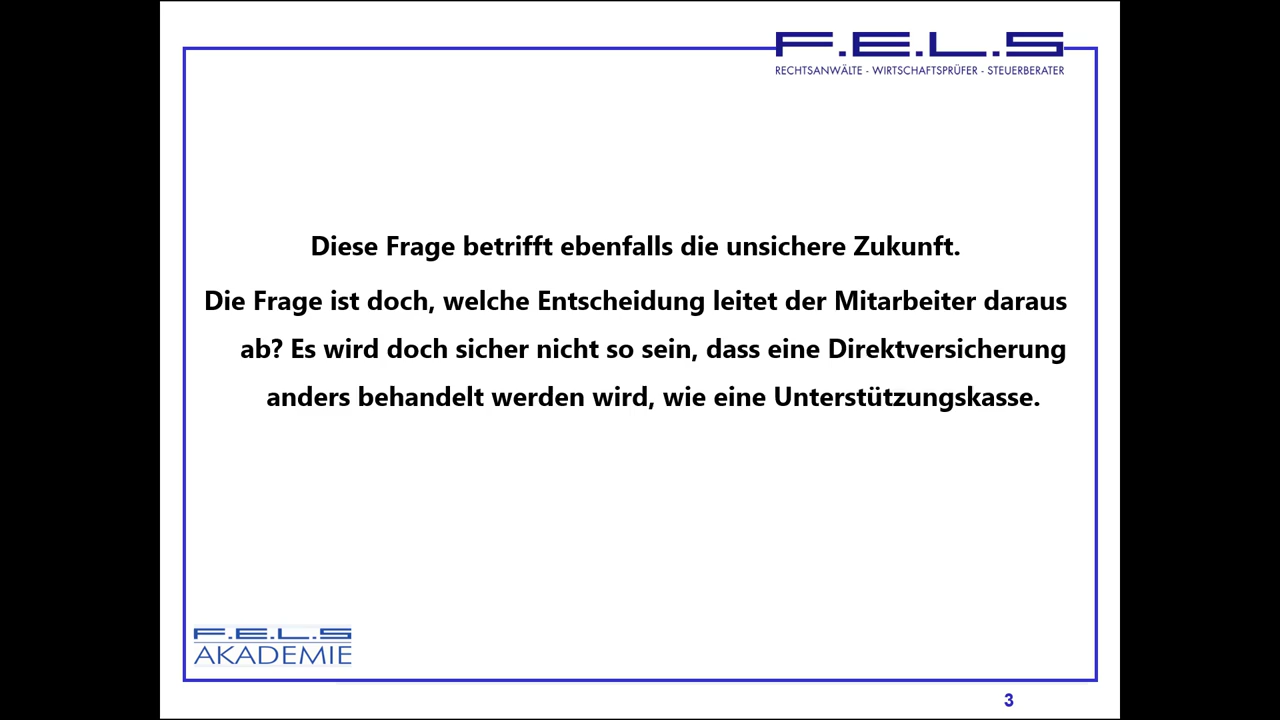 F.E.L.S
RECHTSANWÄLTE - WIRTSCHAFTSPRÜFER - STEUERBERATER
Diese Frage betrifft ebenfalls die unsichere Zukunft.
Die Frage ist doch, welche Entscheidung leitet der Mitarbeiter daraus
ab? Es wird doch sicher nicht so sein, dass eine Direktversicherung
anders behandelt werden wird, wie eine Unterstützungskasse.
F.E.L.S
AKADEMIE
3